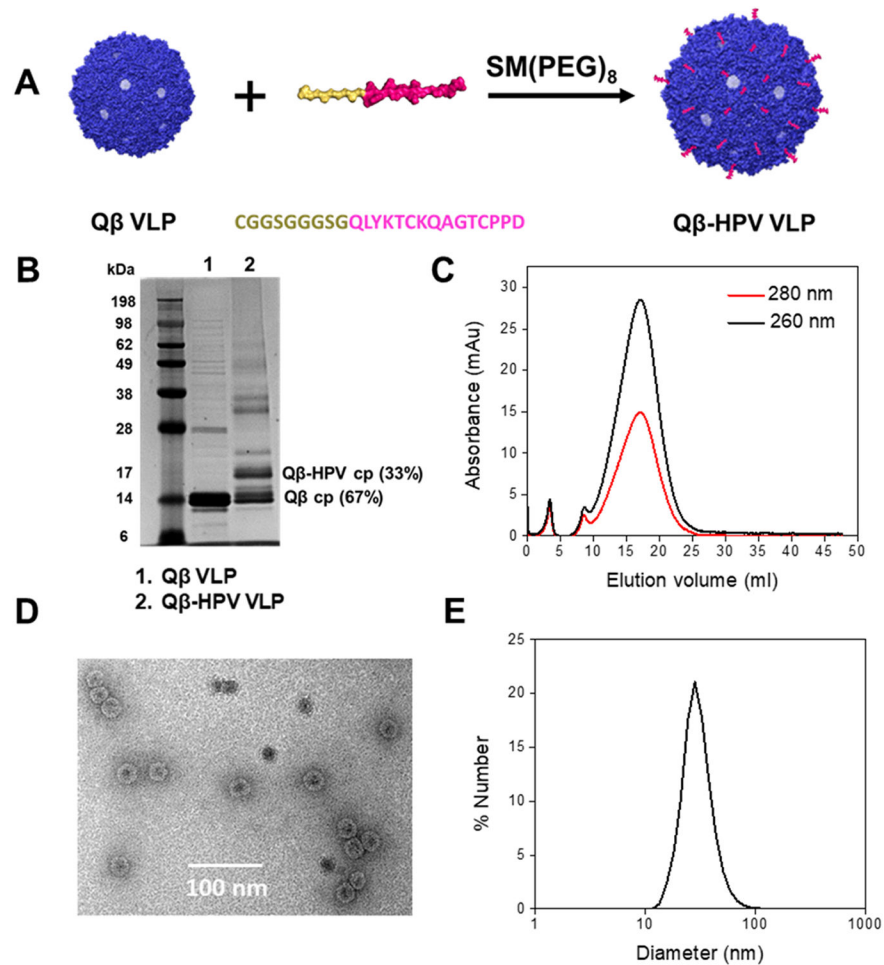 A
+
SM(PEG)₈
Qβ VLP
CGGSGGGSGQLYKTCKQAGTCPPD
Qβ-HPV VLP
B
kDa
1 2
198
98
62
49
38
28
17
14
6
Qβ-HPV cp (33%)
Qβ cp (67%)
1. Qβ VLP
2. Qβ-HPV VLP
C
Absorbance (mAu)
30
25
20
15
10
5
0
280 nm
260 nm
0 5 10 15 20 25 30 35 40 45 50
Elution volume (ml)
D
100 nm
E
% Number
25
20
15
10
5
0
1 10 100 1000
Diameter (nm)